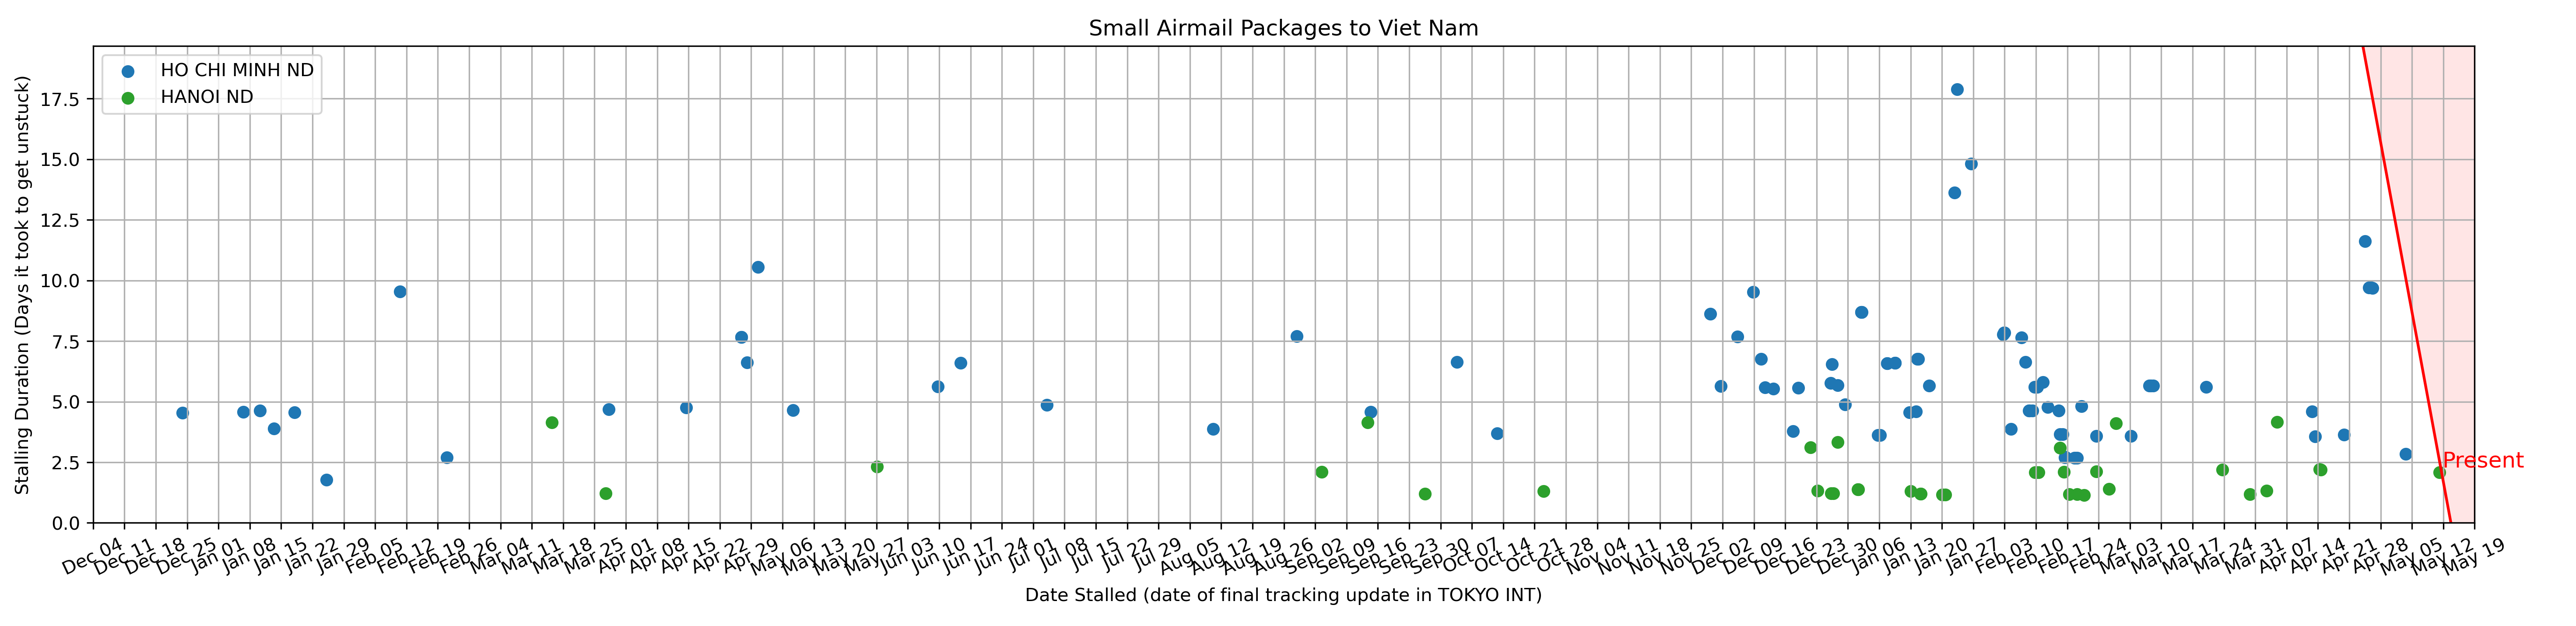 Small Airmail Packages to Viet Nam
HO CHI MINH ND
HANOI ND
Stalling Duration (Days it took to get unstuck)
17.5
15.0
12.5
10.0
7.5
5.0
2.5
0.0
Present
Dec 04
Dec 11
Dec 18
Dec 25
Jan 01
Jan 08
Jan 15
Jan 22
Jan 29
Feb 05
Feb 12
Feb 19
Feb 26
Mar 04
Mar 11
Mar 18
Mar 25
Apr 01
Apr 08
Apr 15
Apr 22
Apr 29
May 06
May 13
May 20
May 27
Jun 03
Jun 10
Jun 17
Jun 24
Jul 01
Jul 08
Jul 15
Jul 22
Jul 29
Aug 05
Aug 12
Aug 19
Aug 26
Sep 02
Sep 09
Sep 16
Sep 23
Sep 30
Oct 07
Oct 14
Oct 21
Oct 28
Nov 04
Nov 11
Nov 18
Nov 25
Dec 02
Dec 09
Dec 16
Dec 23
Dec 30
Jan 06
Jan 13
Jan 20
Jan 27
Feb 03
Feb 10
Feb 17
Feb 24
Mar 03
Mar 10
Mar 17
Mar 24
Mar 31
Apr 07
Apr 14
Apr 21
Apr 28
May 05
May 12
May 19
Date Stalled (date of final tracking update in TOKYO INT)